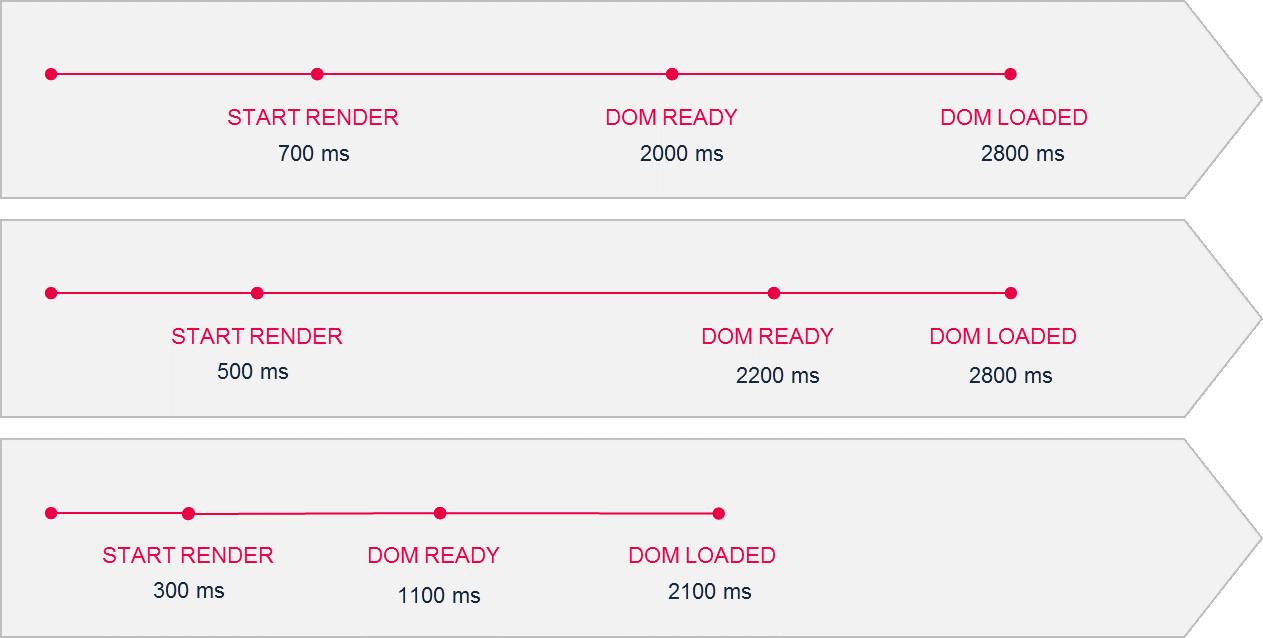 START RENDER DOM READY DOM LOADED
700 ms 2000 ms 2800 ms
START RENDER DOM READY DOM LOADED
500 ms 2200 ms 2800 ms
START RENDER DOM READY DOM LOADED
300 ms 1100 ms 2100 ms